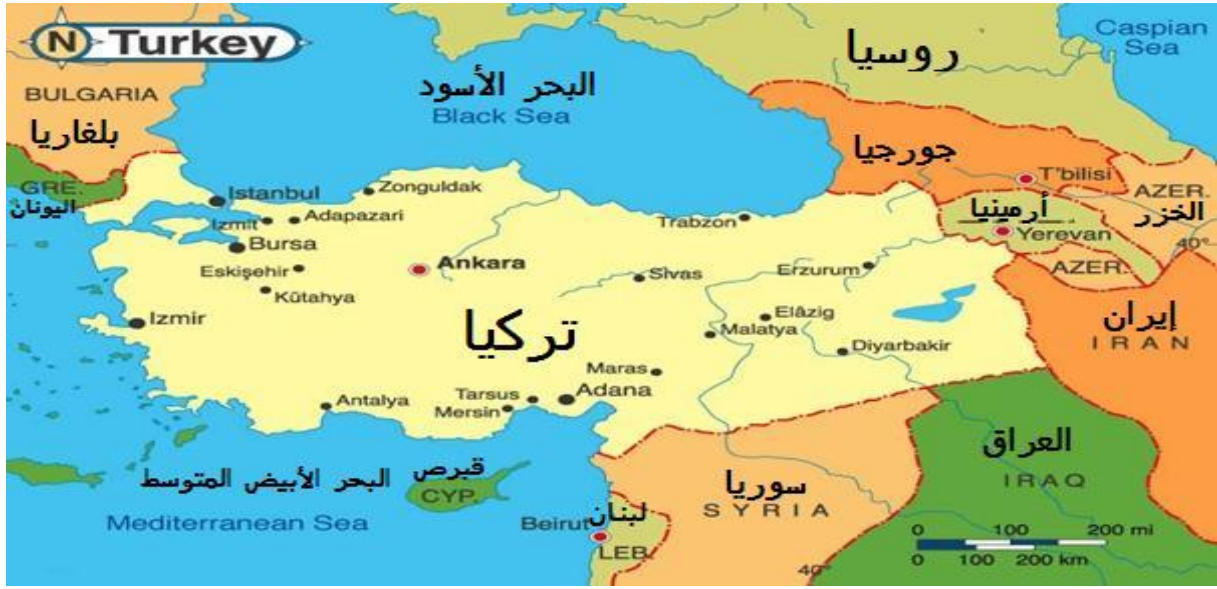 N Turkey
Caspian
Sea
روسيا
البحر الأسود
Black Sea
BULGARIA
بلغاريا
جورجيا
T'bilisi
GRE.
اليونان
Istanbul
Zonguldak
AZER.
الخزر
Izmit
Adapazari
Trabzon
أرمينيا
Yerevan
40°
Bursa
Eskişehir
Ankara
Sivas
Erzurum
AZER.
Kütahya
Izmir
تركيا
Elâzig
Malatya
Diyarbakir
إيران
IRAN
Maras
Antalya
Tarsus
Adana
Mersin
العراق
IRAQ
قبرص
البحر الأبيض المتوسط
CYP.
سوريا
SYRIA
Mediterranean Sea
Beirut
لبنان
LEB.
0 100 200 mi
0 100 200 km
40°